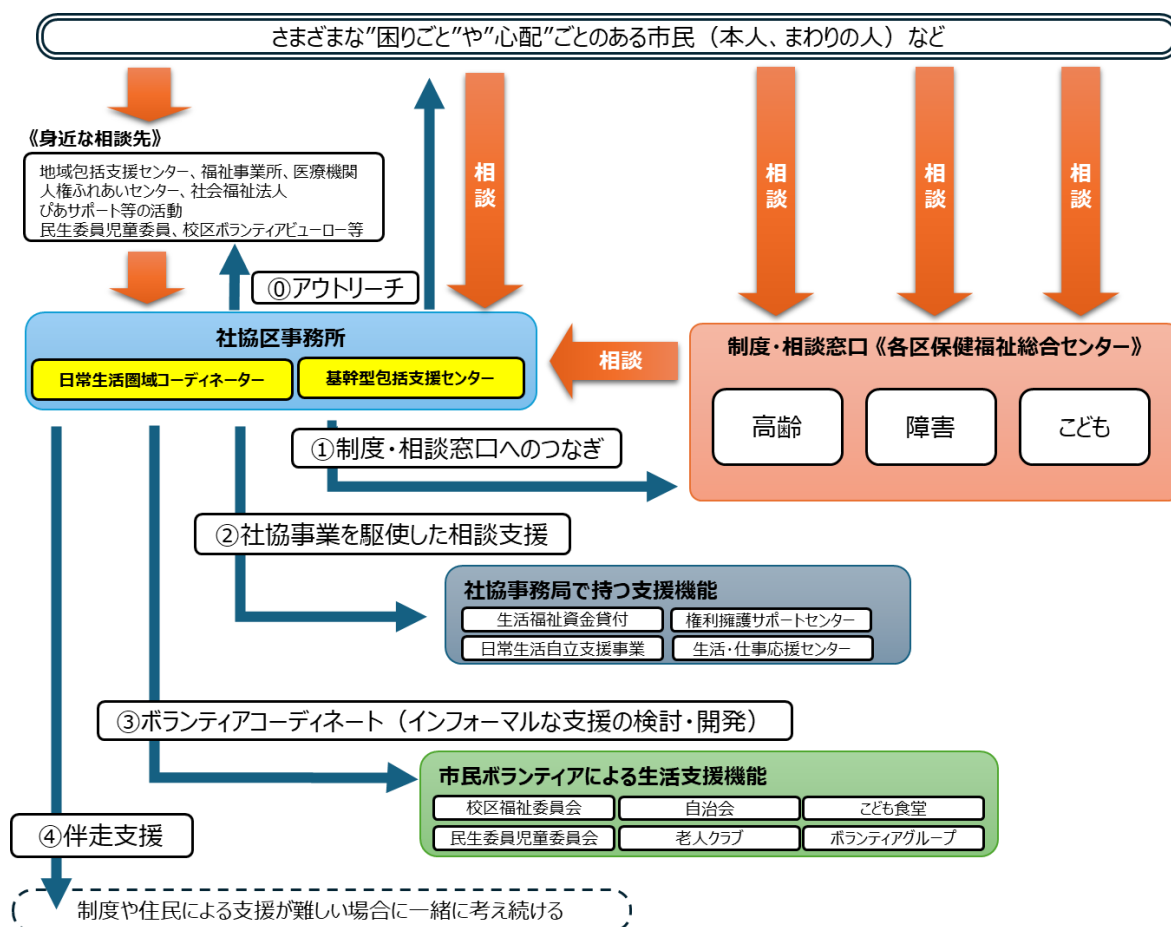 さまざまな”困りごと”や”心配”ごとのある市民（本人、まわりの人）など
《身近な相談先》
地域包括支援センター、福祉事業所、医療機関
人権ふれあいセンター、社会福祉法人
ぴあサポート等の活動
民生委員児童委員、校区ボランティアビューロー等
相談
相談
相談
相談
⓪アウトリーチ
社協区事務所
日常生活圏域コーディネーター
基幹型包括支援センター
相談
制度・相談窓口《各区保健福祉総合センター》
高齢
障害
こども
①制度・相談窓口へのつなぎ
②社協事業を駆使した相談支援
社協事務局で持つ支援機能
生活福祉資金貸付
権利擁護サポートセンター
日常生活自立支援事業
生活・仕事応援センター
③ボランティアコーディネート（インフォーマルな支援の検討・開発）
市民ボランティアによる生活支援機能
校区福祉委員会
自治会
こども食堂
民生委員児童委員会
老人クラブ
ボランティアグループ
④伴走支援
制度や住民による支援が難しい場合に一緒に考え続ける